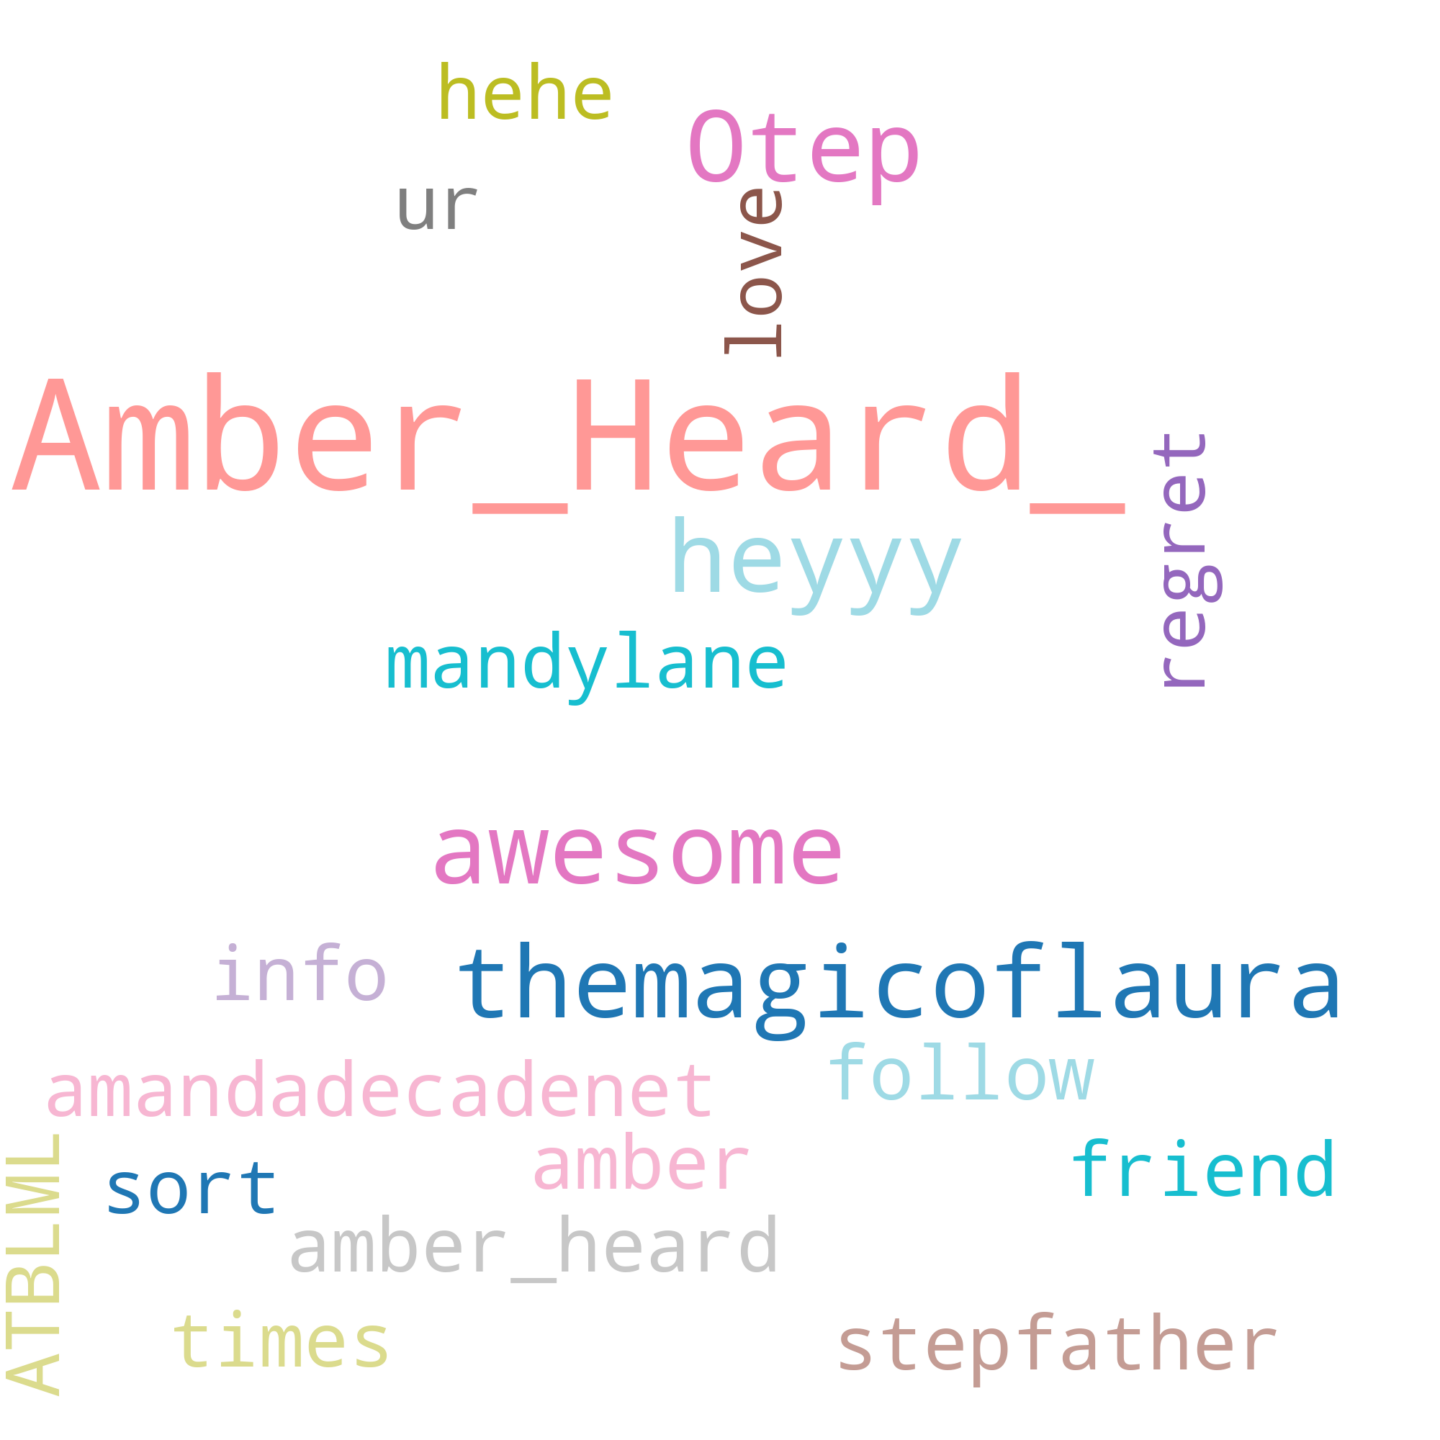 hehe
Otep
ur
love
Amber_Heard_
regret
heyyy
mandylane
awesome
info
themagicoflaura
follow
amandadecadenet
amber
friend
sort
ATBLML
amber_heard
times
stepfather